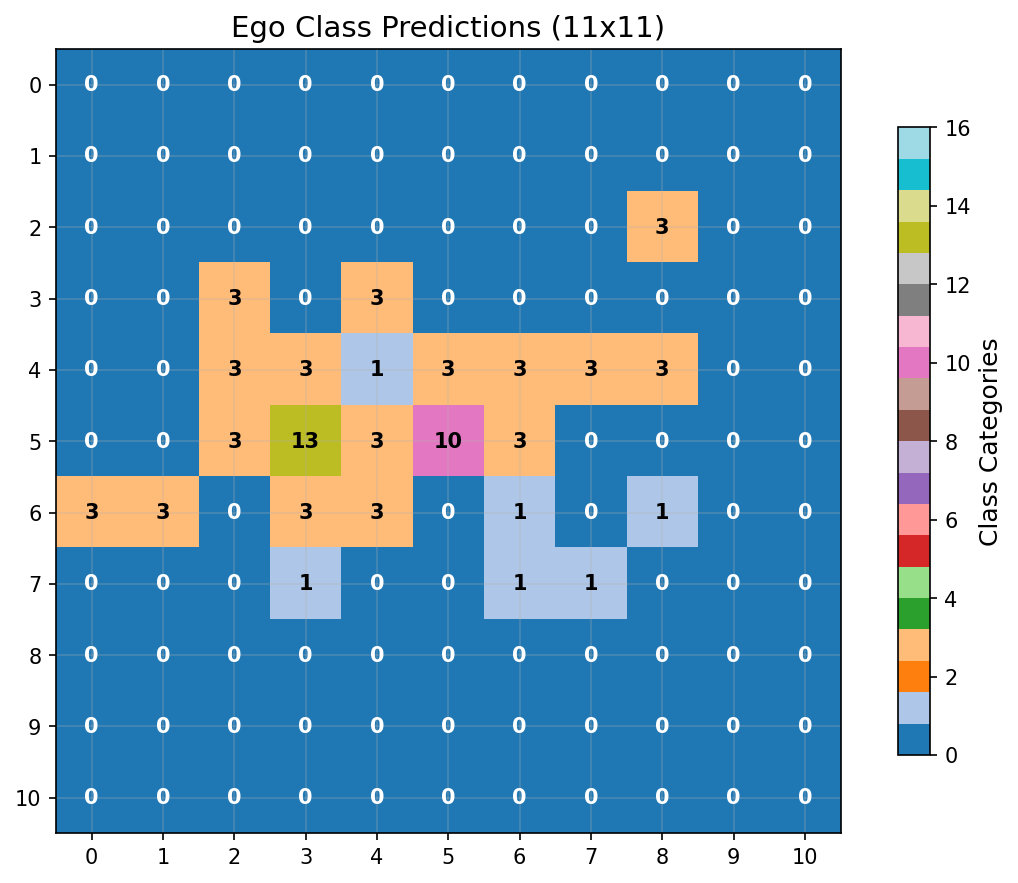 Ego Class Predictions (11x11)
0 0 0 0 0 0 0 0 0 0 0 0
1 0 0 0 0 0 0 0 0 0 0 0
2 0 0 0 0 0 0 0 0 3 0 0
3 0 0 3 0 3 0 0 0 0 0 0
4 0 0 3 3 1 3 3 3 3 0 0
5 0 0 3 13 3 10 3 0 0 0 0
6 3 3 0 3 3 0 1 0 1 0 0
7 0 0 0 1 0 0 1 1 0 0 0
8 0 0 0 0 0 0 0 0 0 0 0
9 0 0 0 0 0 0 0 0 0 0 0
10 0 0 0 0 0 0 0 0 0 0 0
0 1 2 3 4 5 6 7 8 9 10
16
14
12
10
8
6
4
2
0
Class Categories